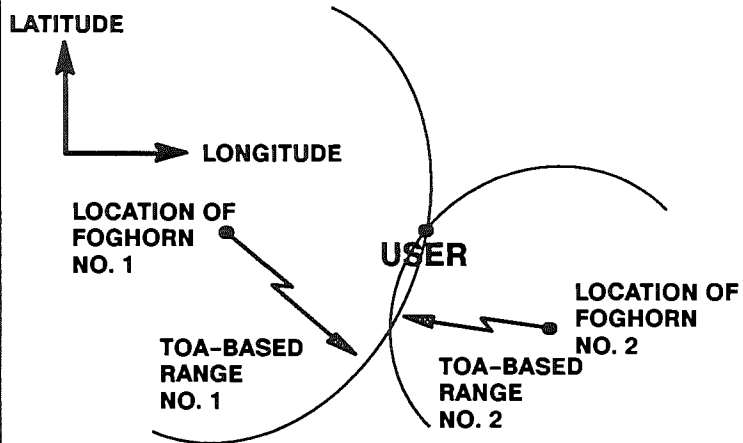 LATITUDE
LONGITUDE
LOCATION OF
FOGHORN
NO. 1
USER
LOCATION OF
FOGHORN
NO. 2
TOA-BASED
RANGE
NO. 1
TOA-BASED
RANGE
NO. 2